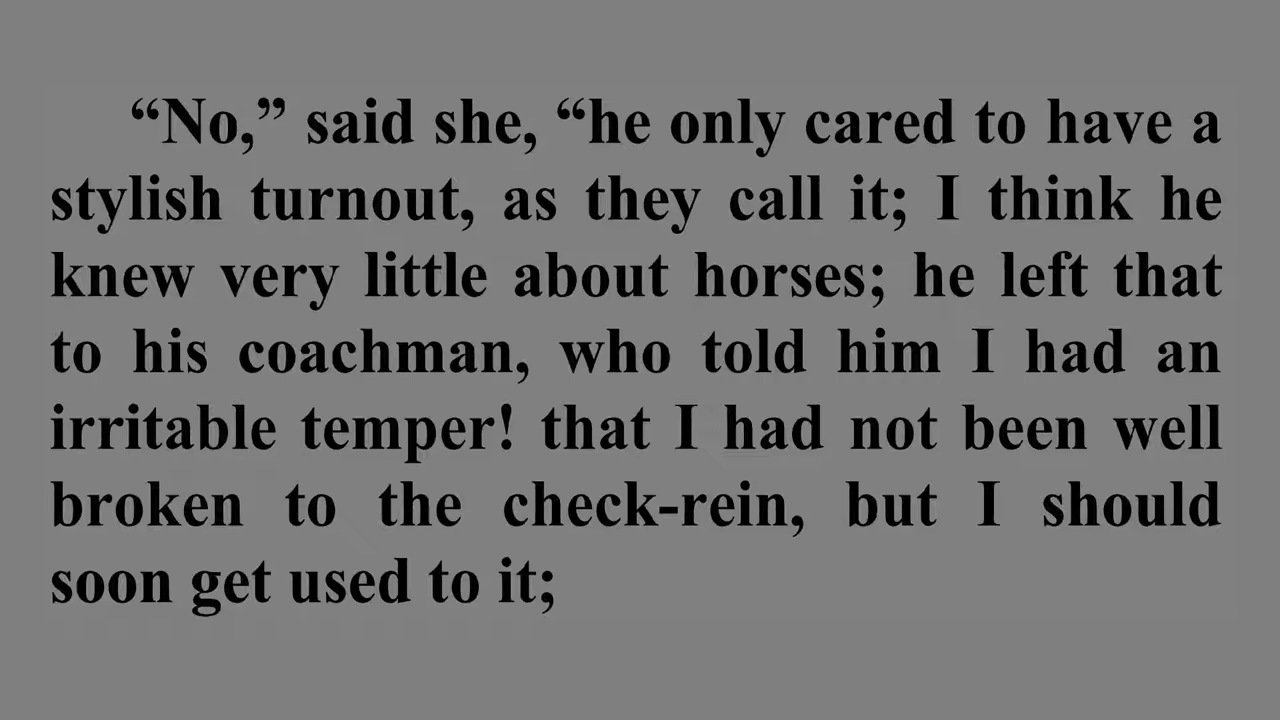 “No,” said she, “he only cared to have a
stylish turnout, as they call it; I think he
knew very little about horses; he left that
to his coachman, who told him I had an
irritable temper! that I had not been well
broken to the check-rein, but I should
soon get used to it;